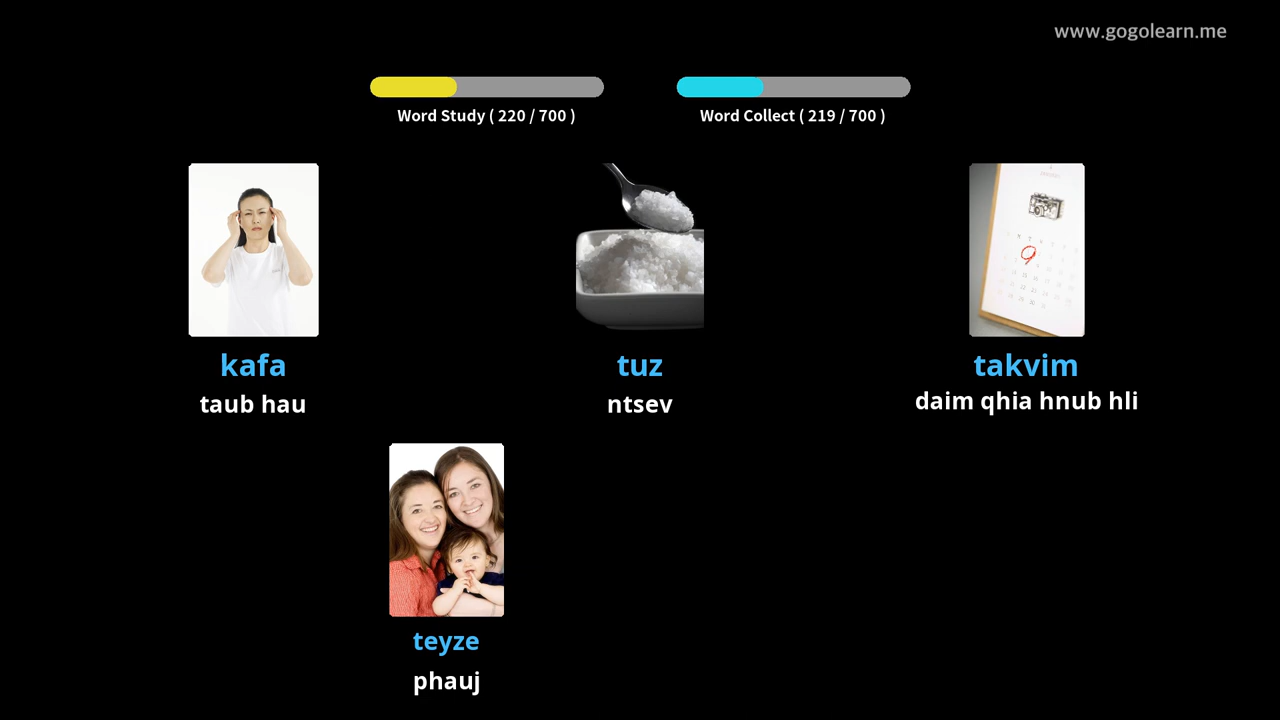 www.gogolearn.me
Word Study ( 220 / 700 )
Word Collect ( 219 / 700 )
kafa
tuz
takvim
taub hau
ntsev
daim qhia hnub hli
teyze
phauj